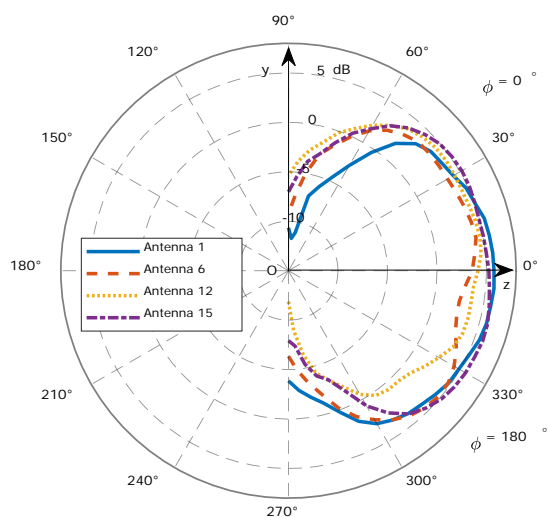 90°
120°
60°
y
5 dB
ϕ = 0 °
0
150°
30°
-5
-10
Antenna 1
Antenna 6
Antenna 12
Antenna 15
180°
O
0°
z
210°
330°
ϕ = 180 °
240°
300°
270°